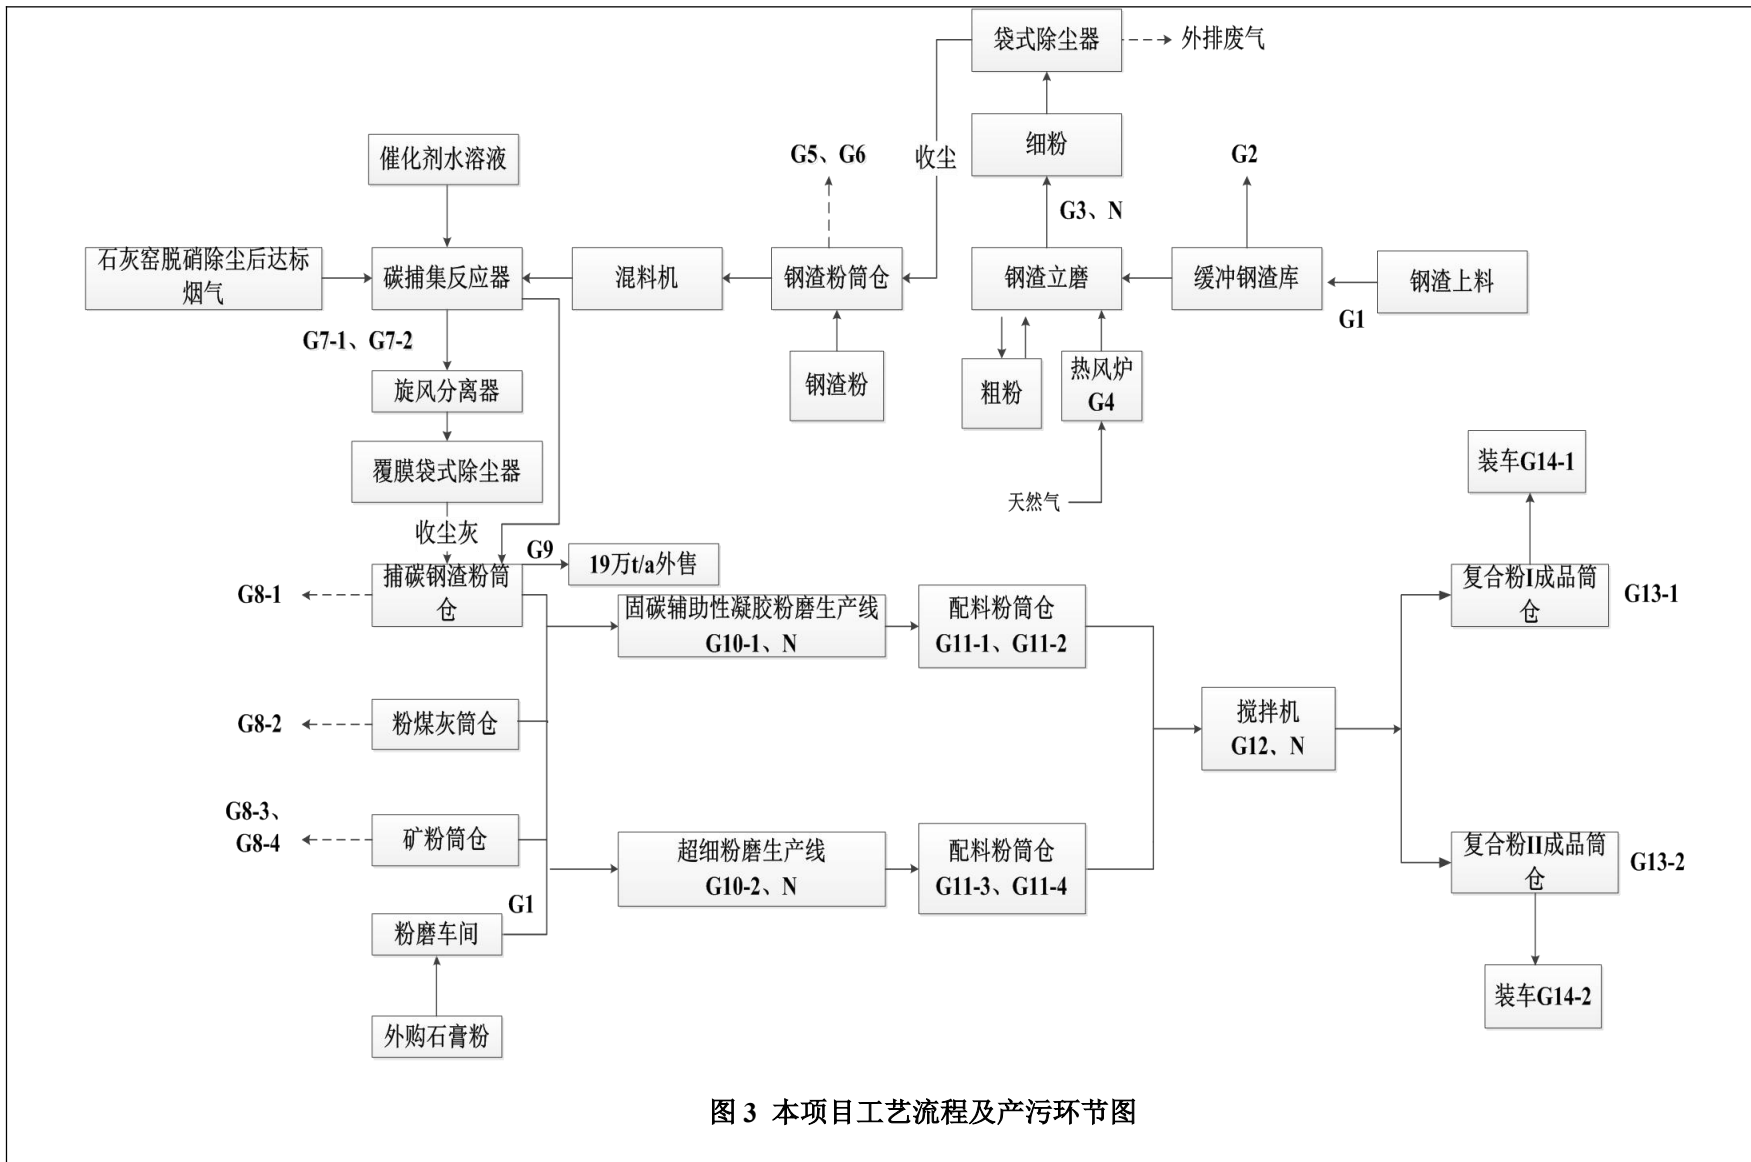 袋式除尘器
外排废气
细粉
收尘
催化剂水溶液
G5、G6
G2
G3、N
石灰窑脱硝除尘后达标
烟气
碳捕集反应器
混料机
钢渣粉筒仓
钢渣立磨
缓冲钢渣库
钢渣上料
G1
G7-1、G7-2
钢渣粉
粗粉
热风炉
G4
旋风分离器
覆膜袋式除尘器
天然气
装车G14-1
收尘灰
G9
19万t/a外售
G8-1
捕碳钢渣粉筒
仓
固碳辅助性凝胶粉磨生产线
G10-1、N
配料粉筒仓
G11-1、G11-2
复合粉I成品筒
仓
G13-1
G8-2
粉煤灰筒仓
搅拌机
G12、N
G8-3、
G8-4
矿粉筒仓
超细粉磨生产线
G10-2、N
配料粉筒仓
G11-3、G11-4
复合粉II成品筒
仓
G13-2
G1
粉磨车间
装车G14-2
外购石膏粉
图 3 本项目工艺流程及产污环节图